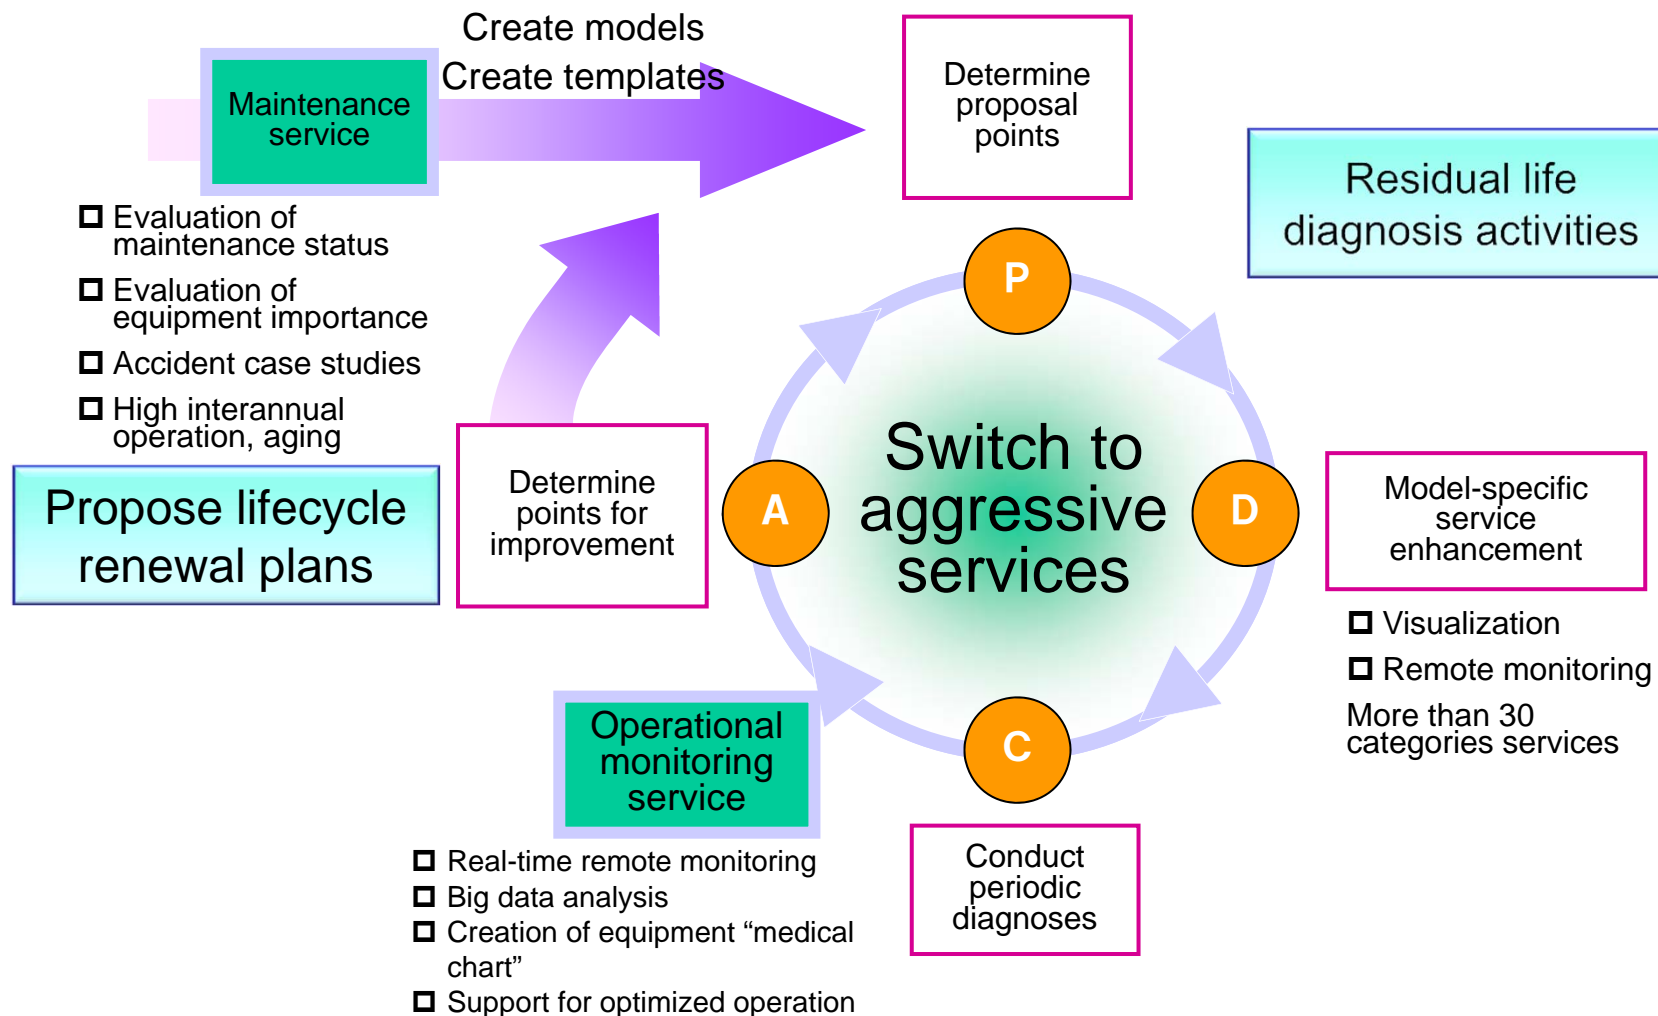 Create models
Create templates
Maintenance
service
Determine
proposal
points
Residual life
diagnosis activities
❑ Evaluation of
maintenance status
❑ Evaluation of
equipment importance
❑ Accident case studies
❑ High interannual
operation, aging
P
Propose lifecycle
renewal plans
Determine
points for
improvement
A
Switch to
aggressive
services
D
Model-specific
service
enhancement
❑ Visualization
❑ Remote monitoring
More than 30
categories services
Operational
monitoring
service
C
❑ Real-time remote monitoring
❑ Big data analysis
❑ Creation of equipment “medical
chart”
❑ Support for optimized operation
Conduct
periodic
diagnoses